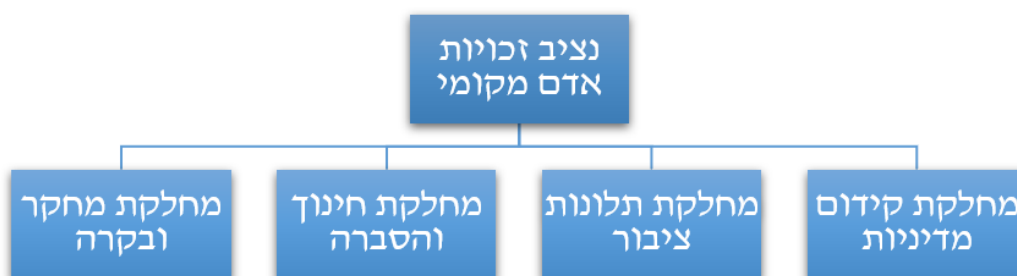 נציב זכויות
אדם מקומי
מחלקת קידום
מדיניות
מחלקת תלונות
ציבור
מחלקת חינוך
והסברה
מחלקת מחקר
ובקרה